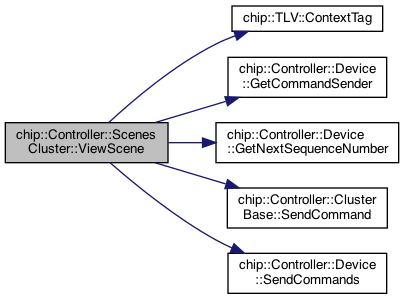 chip::TLV::ContextTag
chip::Controller::Device
::GetCommandSender
chip::Controller::Scenes
Cluster::ViewScene
chip::Controller::Device
::GetNextSequenceNumber
chip::Controller::Cluster
Base::SendCommand
chip::Controller::Device
::SendCommands